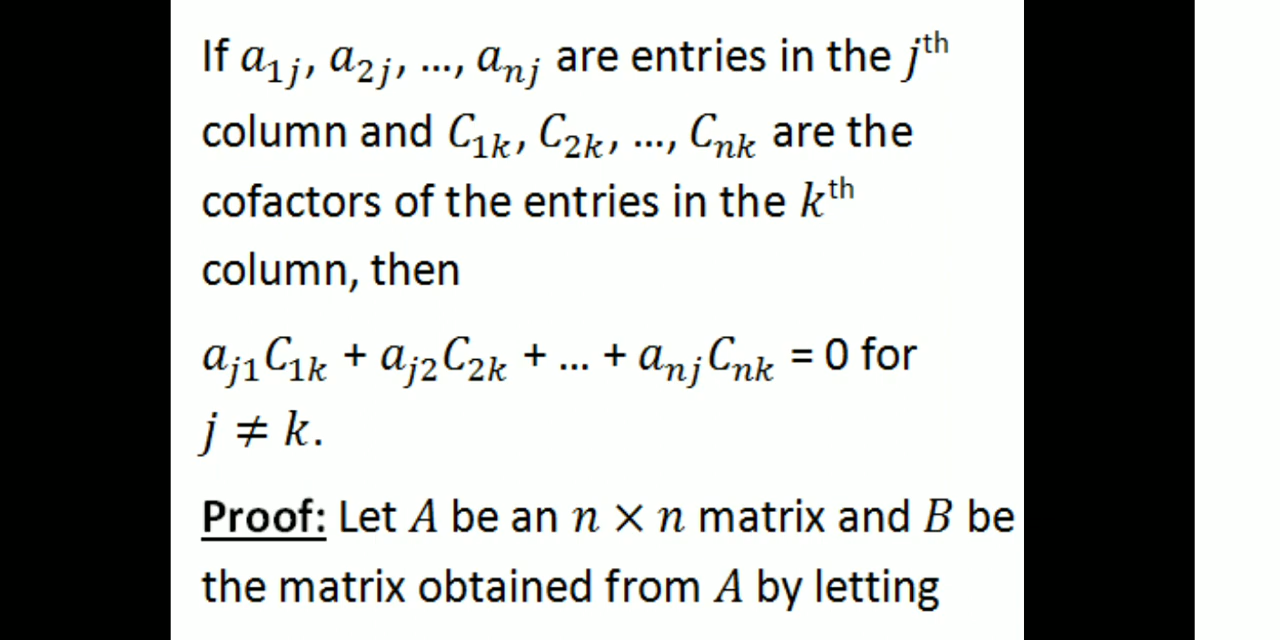 If a₁ⱼ, a₂ⱼ, ..., aₙⱼ are entries in the jᵗʰ
column and C₁ₖ, C₂ₖ, ..., Cₙₖ are the
cofactors of the entries in the kᵗʰ
column, then
aⱼ₁C₁ₖ + aⱼ₂C₂ₖ + ... + aₙⱼCₙₖ = 0 for
j ≠ k.
Proof: Let A be an n × n matrix and B be
the matrix obtained from A by letting